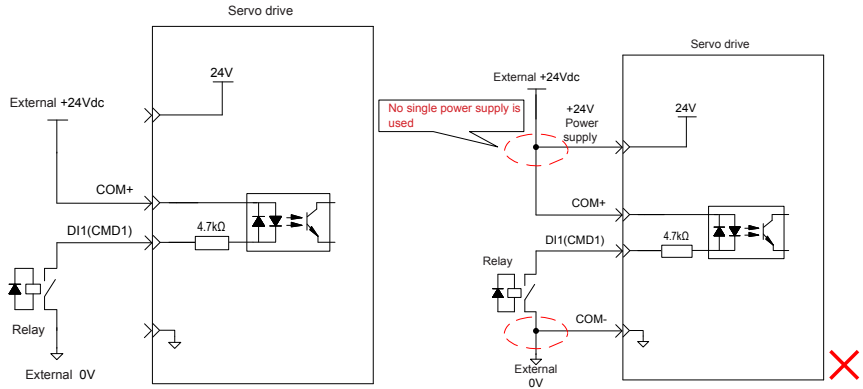 Servo drive
24V
External +24Vdc
COM+
4.7kΩ
DI1(CMD1)
Relay
External 0V
Servo drive
External +24Vdc
No single power supply is
used
+24V
Power
supply
24V
COM+
4.7kΩ
DI1(CMD1)
Relay
COM-
External
0V